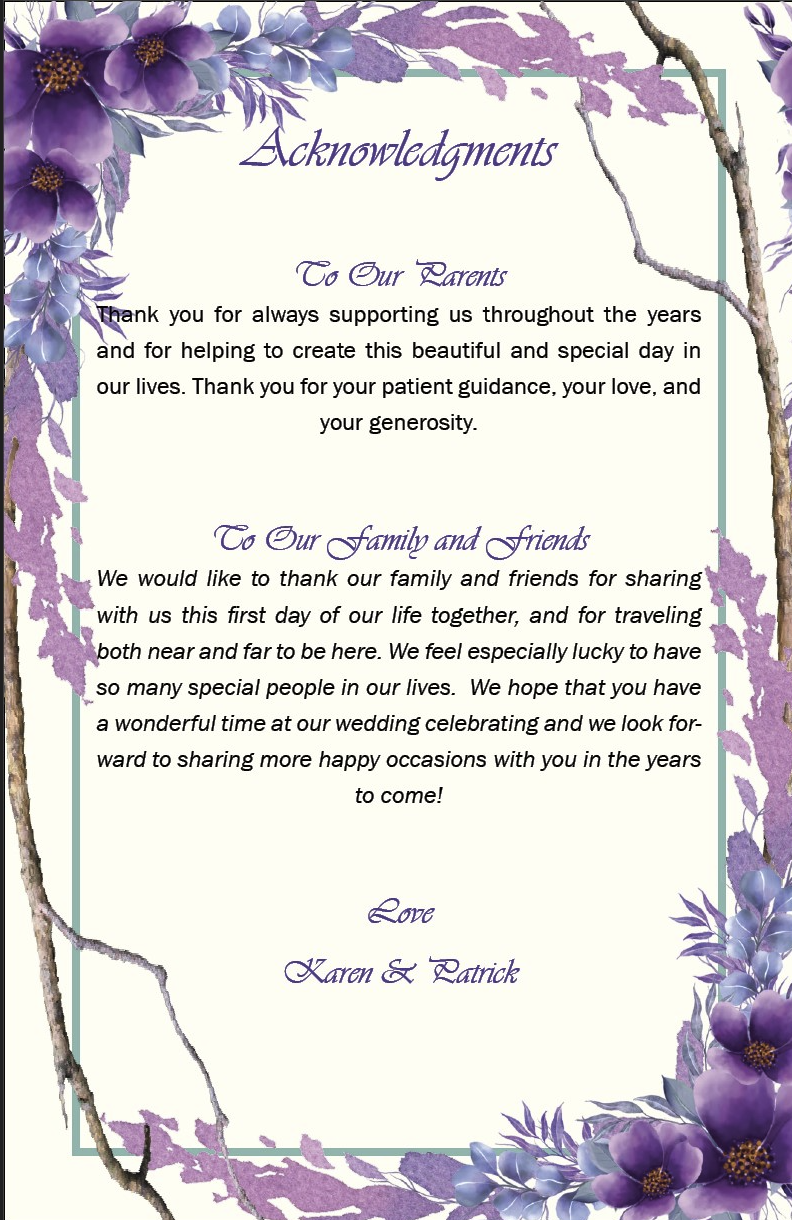 Acknowledgments
To Our Parents
Thank you for always supporting us throughout the years
and for helping to create this beautiful and special day in
our lives. Thank you for your patient guidance, your love, and
your generosity.
To Our Family and Friends
We would like to thank our family and friends for sharing
with us this first day of our life together, and for traveling
both near and far to be here. We feel especially lucky to have
so many special people in our lives.  We hope that you have
a wonderful time at our wedding celebrating and we look for-
ward to sharing more happy occasions with you in the years
to come!
Love
Karen & Patrick